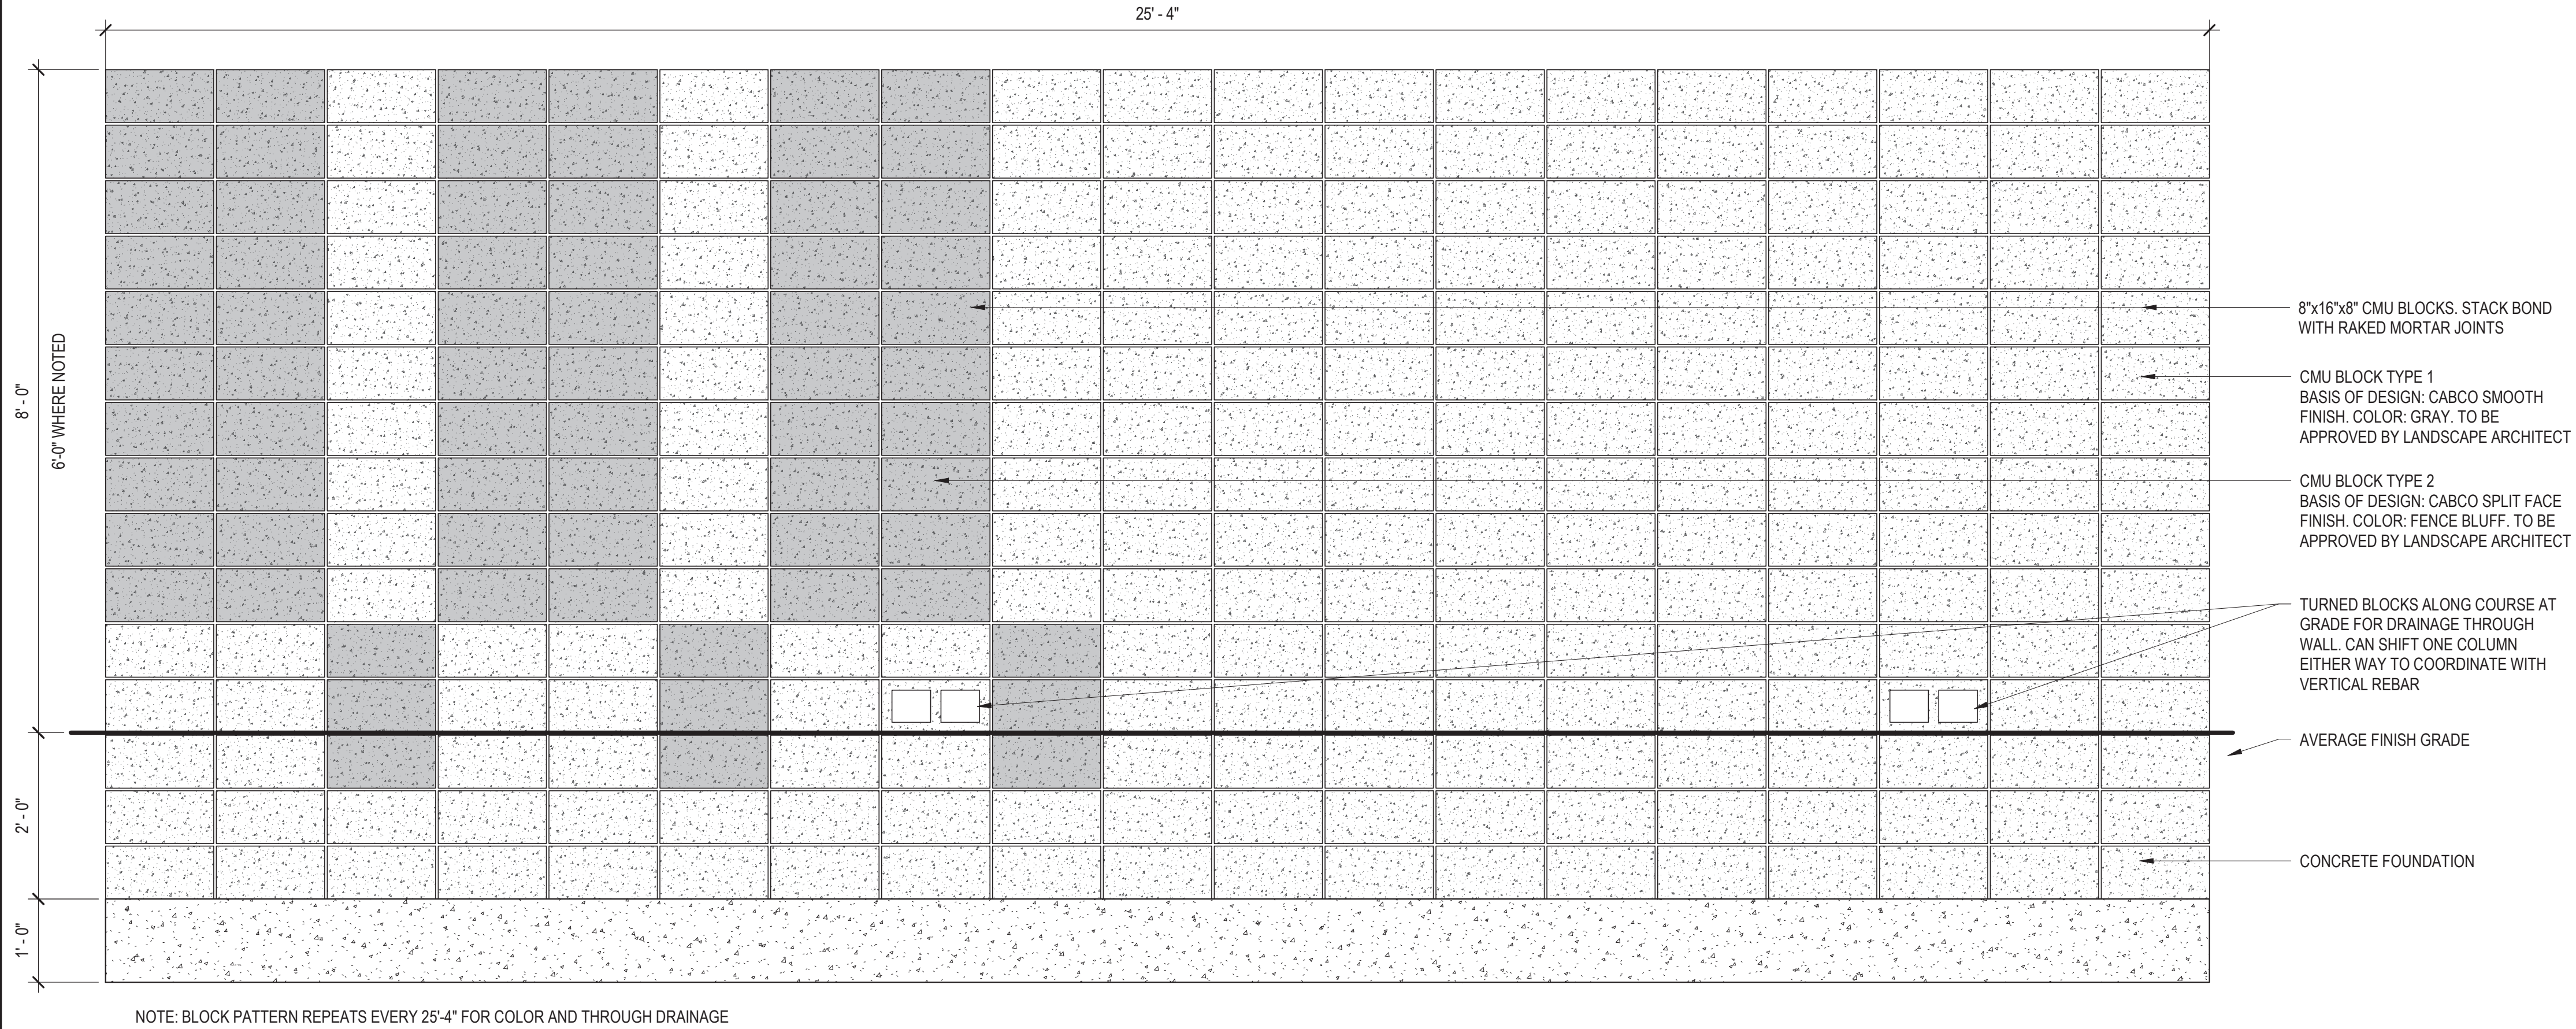 25' - 4"
8' - 0"
6'-0" WHERE NOTED
2' - 0"
1' - 0"
8"x16"x8" CMU BLOCKS. STACK BOND
WITH RAKED MORTAR JOINTS
CMU BLOCK TYPE 1
BASIS OF DESIGN: CABCO SMOOTH
FINISH. COLOR: GRAY. TO BE
APPROVED BY LANDSCAPE ARCHITECT
CMU BLOCK TYPE 2
BASIS OF DESIGN: CABCO SPLIT FACE
FINISH. COLOR: FENCE BLUFF. TO BE
APPROVED BY LANDSCAPE ARCHITECT
TURNED BLOCKS ALONG COURSE AT
GRADE FOR DRAINAGE THROUGH
WALL. CAN SHIFT ONE COLUMN
EITHER WAY TO COORDINATE WITH
VERTICAL REBAR
AVERAGE FINISH GRADE
CONCRETE FOUNDATION
NOTE: BLOCK PATTERN REPEATS EVERY 25'-4" FOR COLOR AND THROUGH DRAINAGE